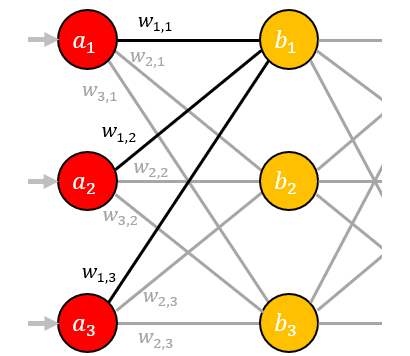 w₁,₁
a₁ b₁
w₂,₁
w₃,₁
w₁,₂
w₂,₂
a₂ b₂
w₃,₂
w₁,₃
w₂,₃
a₃ b₃
w₂,₃